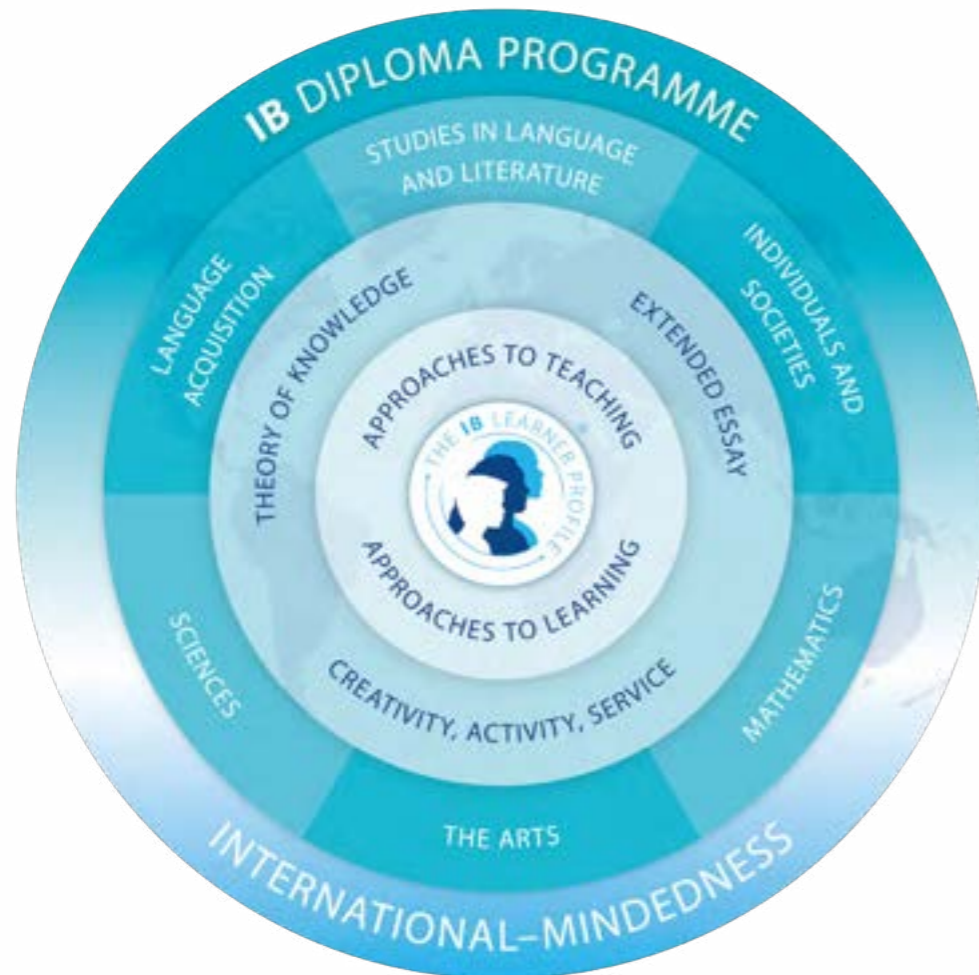 IB DIPLOMA PROGRAMME
STUDIES IN LANGUAGE
AND LITERATURE
LANGUAGE
ACQUISITION
INDIVIDUALS AND
SOCIETIES
THEORY OF KNOWLEDGE
EXTENDED ESSAY
APPROACHES TO TEACHING
THE IB LEARNER PROFILE
APPROACHES TO LEARNING
CREATIVITY, ACTIVITY, SERVICE
SCIENCES
MATHEMATICS
THE ARTS
INTERNATIONAL–MINDEDNESS